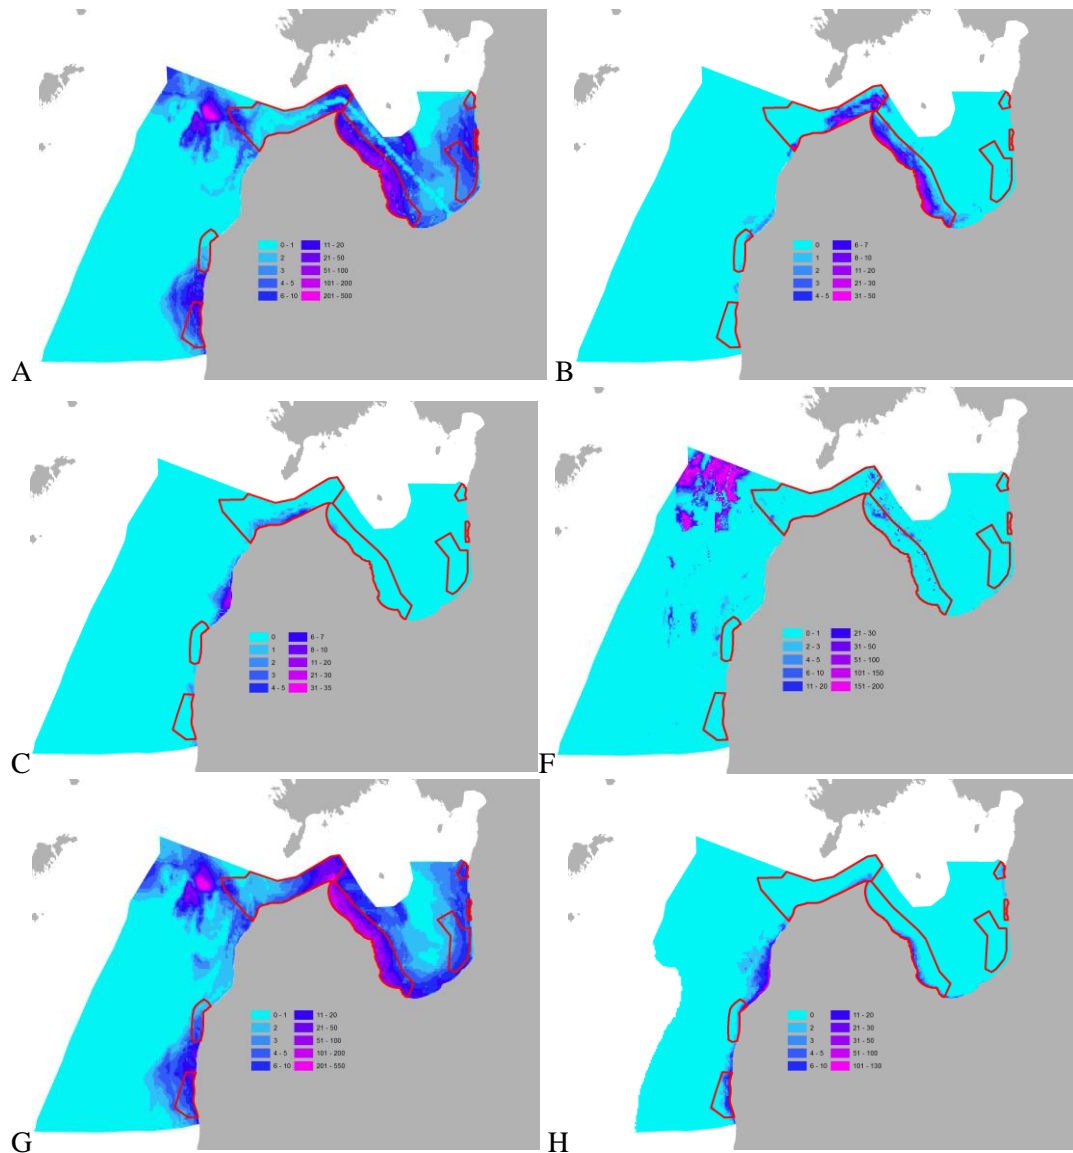 0 - 1 11 - 20
2 21 - 50
3 51 - 100
4 - 5 101 - 200
6 - 10 201 - 500
A
0 6 - 7
1 8 - 10
2 11 - 20
3 21 - 30
4 - 5 31 - 50
B
0 6 - 7
1 8 - 10
2 11 - 20
3 21 - 30
4 - 5 31 - 35
C
0 - 1 21 - 30
2 - 3 31 - 50
4 - 5 51 - 100
6 - 10 101 - 150
11 - 20 151 - 200
F
0 - 1 11 - 20
2 21 - 50
3 51 - 100
4 - 5 101 - 200
6 - 10 201 - 550
G
0 11 - 20
2 21 - 30
3 31 - 50
4 - 5 51 - 100
6 - 10 101 - 130
H